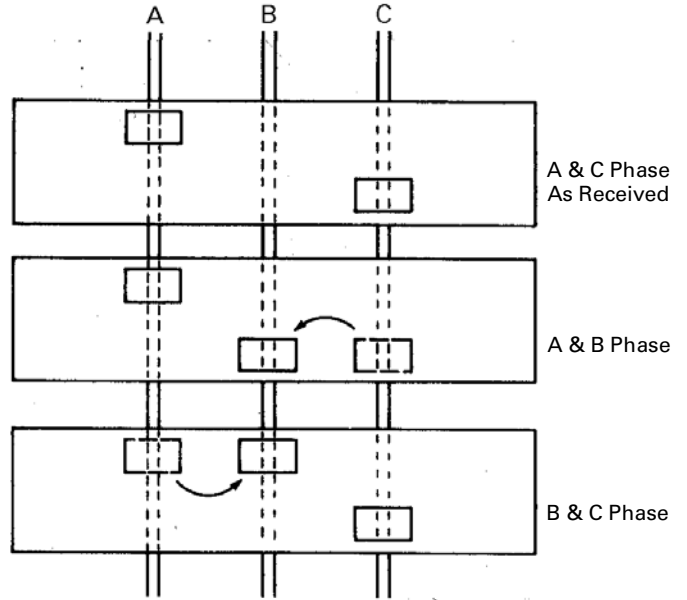 A B C
A & C Phase
As Received
A & B Phase
B & C Phase